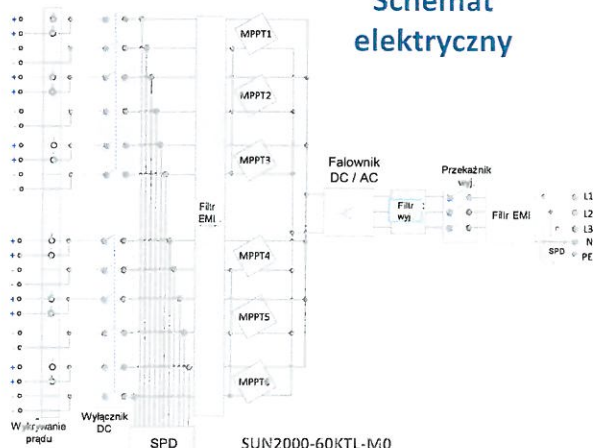 Schemat
elektryczny
MPPT1
MPPT2
MPPT3
Falownik
DC / AC
Przekaźnik
wyj.
Filtr
EMI
Filtr
wyj
Filtr EMI
L1
L2
L3
N
PE
SPD
MPPT4
MPPT5
MPPT6
Wykrywanie
prądu
Wyłącznik
DC
SPD
SUN2000-60KTL-M0